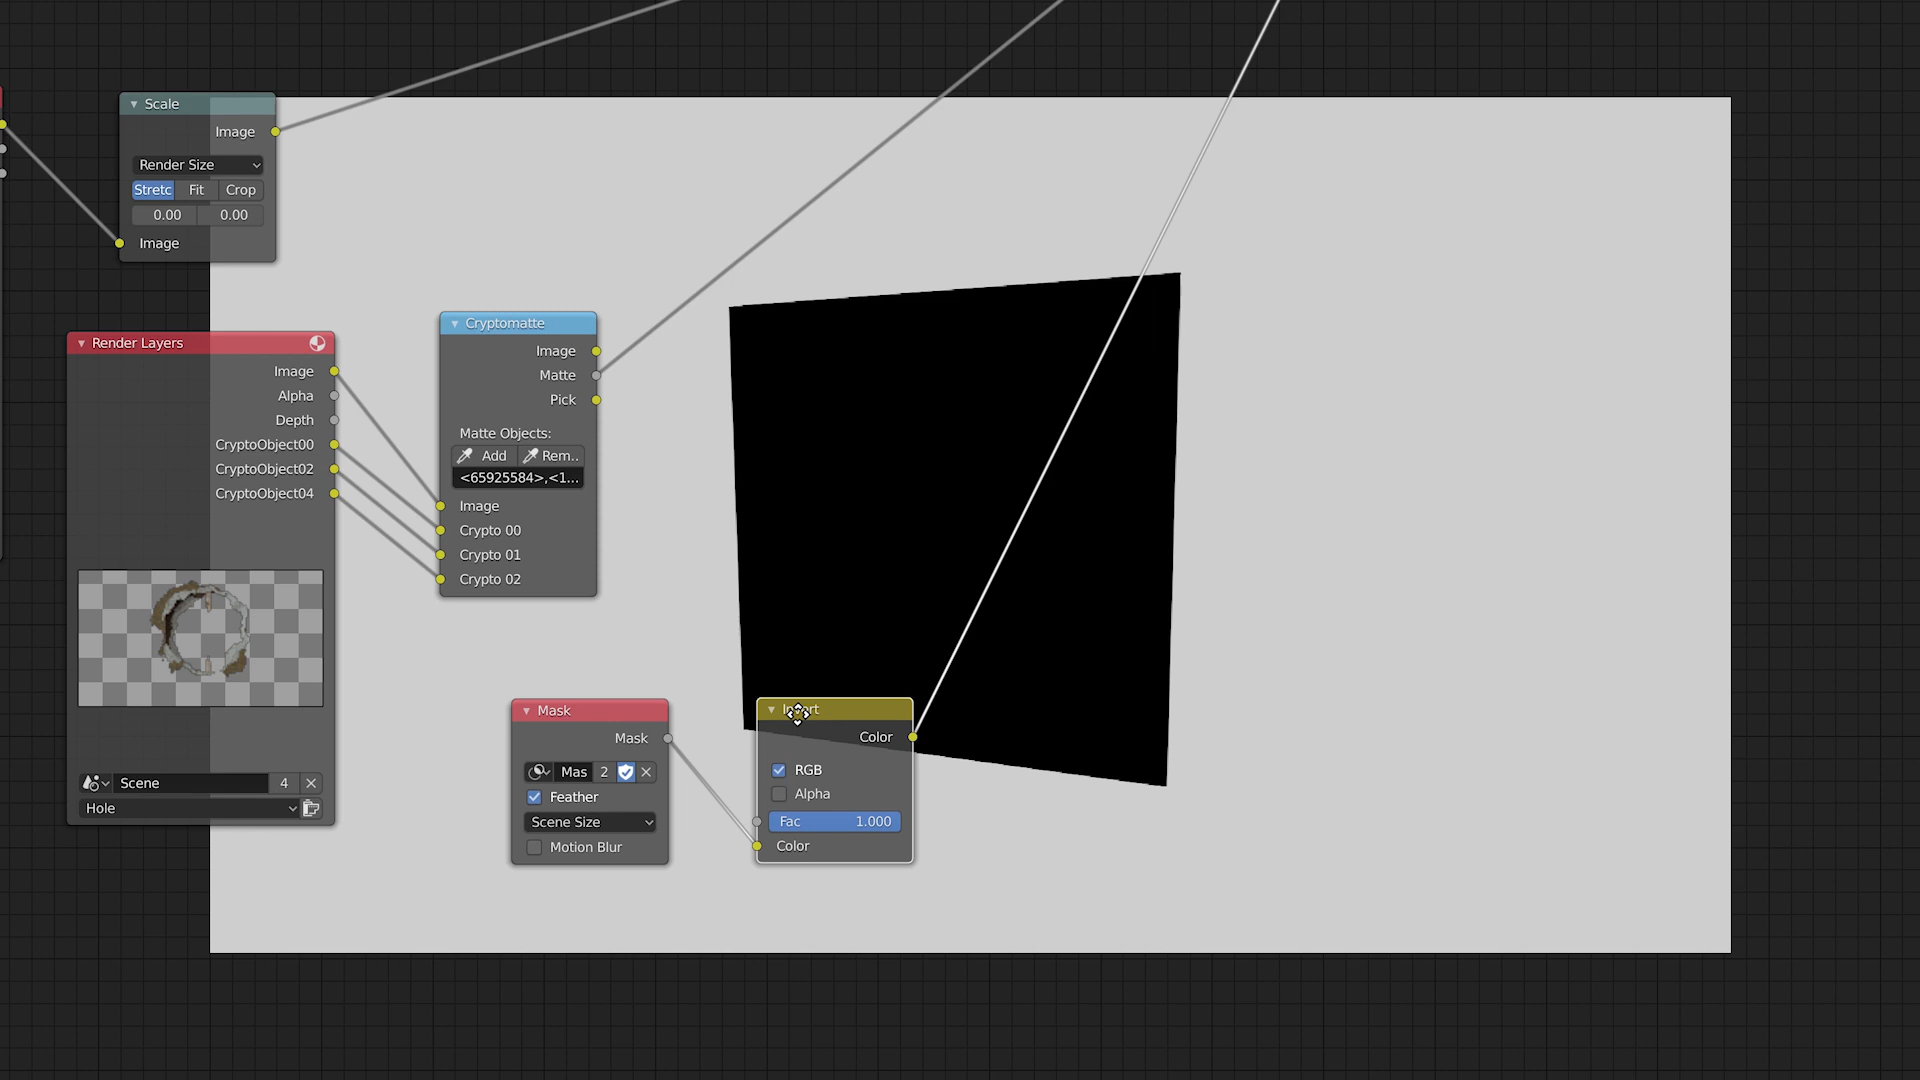 Scale
Image
Render Size
Stretc Fit Crop
0.00 0.00
Image
Render Layers
Image
Alpha
Depth
CryptoObject00
CryptoObject02
CryptoObject04
Scene 4
Hole
Cryptomatte
Image
Matte
Pick
Matte Objects:
Add Rem..
<65925584>,<1...
Image
Crypto 00
Crypto 01
Crypto 02
Mask
Mask
Mas 2
Feather
Scene Size
Motion Blur
Color
RGB
Alpha
Fac 1.000
Color